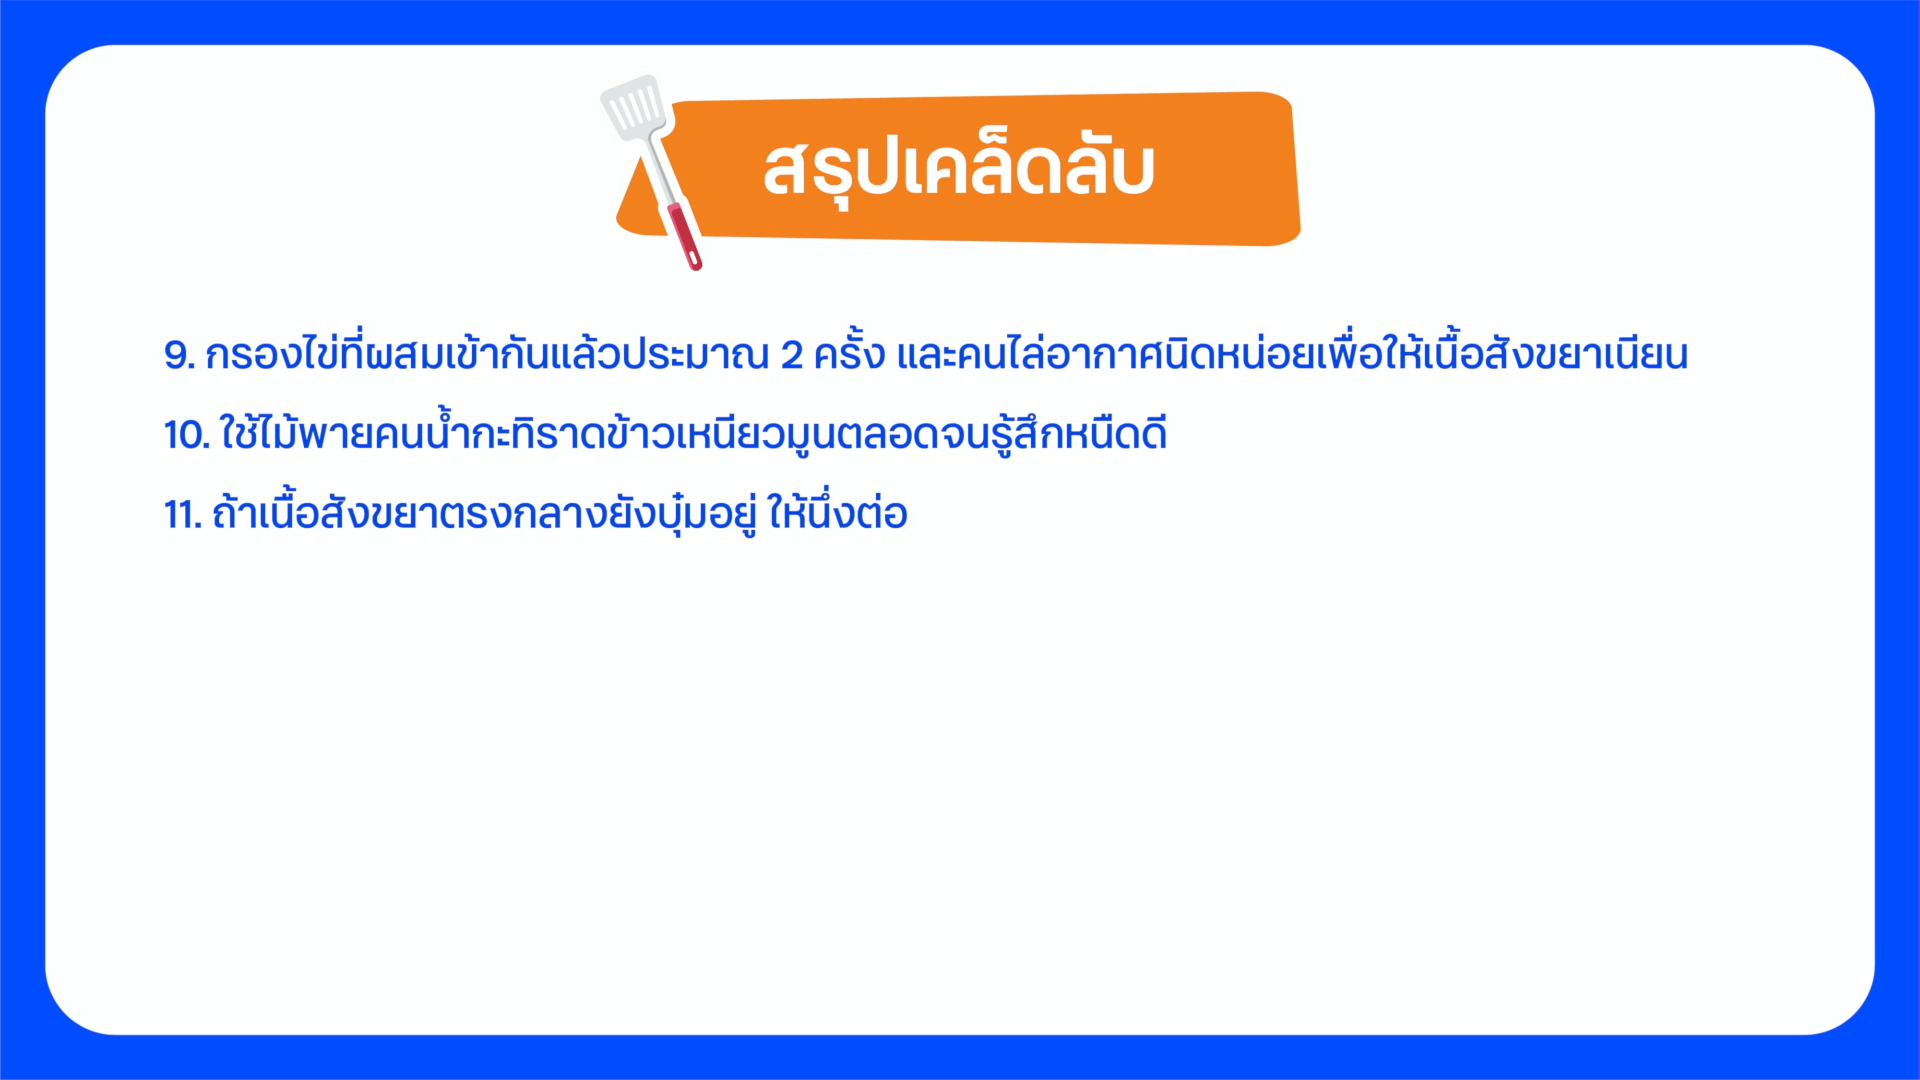 สรุปเคล็ดลับ
9. กรองไข่ที่ผสมเข้ากันแล้วประมาณ 2 ครั้ง และคนไล่อากาศนิดหน่อยเพื่อให้เนื้อสังขยาเนียน
10. ใช้ไม้พายคนน้ำกะทิราดข้าวเหนียวมูนตลอดจนรู้สึกหนืดดี
11. ถ้าเนื้อสังขยาตรงกลางยังบุ๋มอยู่ ให้นึ่งต่อ